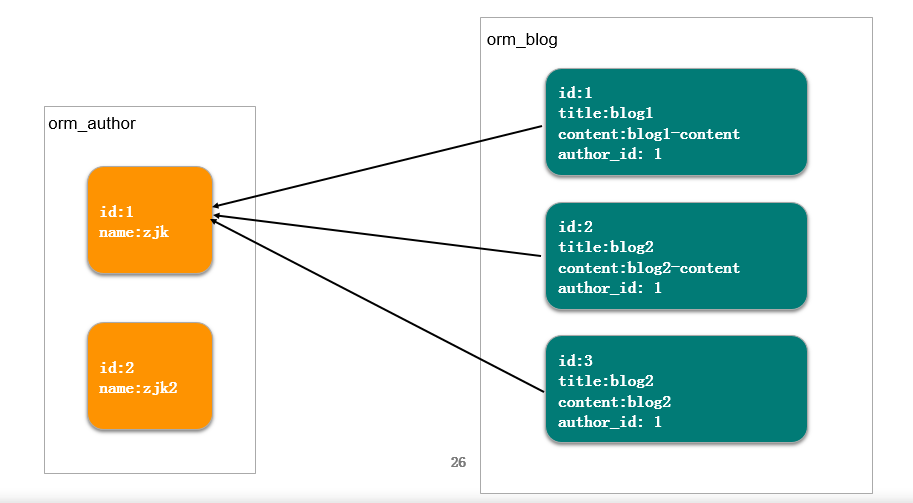 orm_author
id:1
name:zjk
id:2
name:zjk2
orm_blog
id:1
title:blog1
content:blog1-content
author_id: 1
id:2
title:blog2
content:blog2-content
author_id: 1
id:3
title:blog2
content:blog2
author_id: 1
26